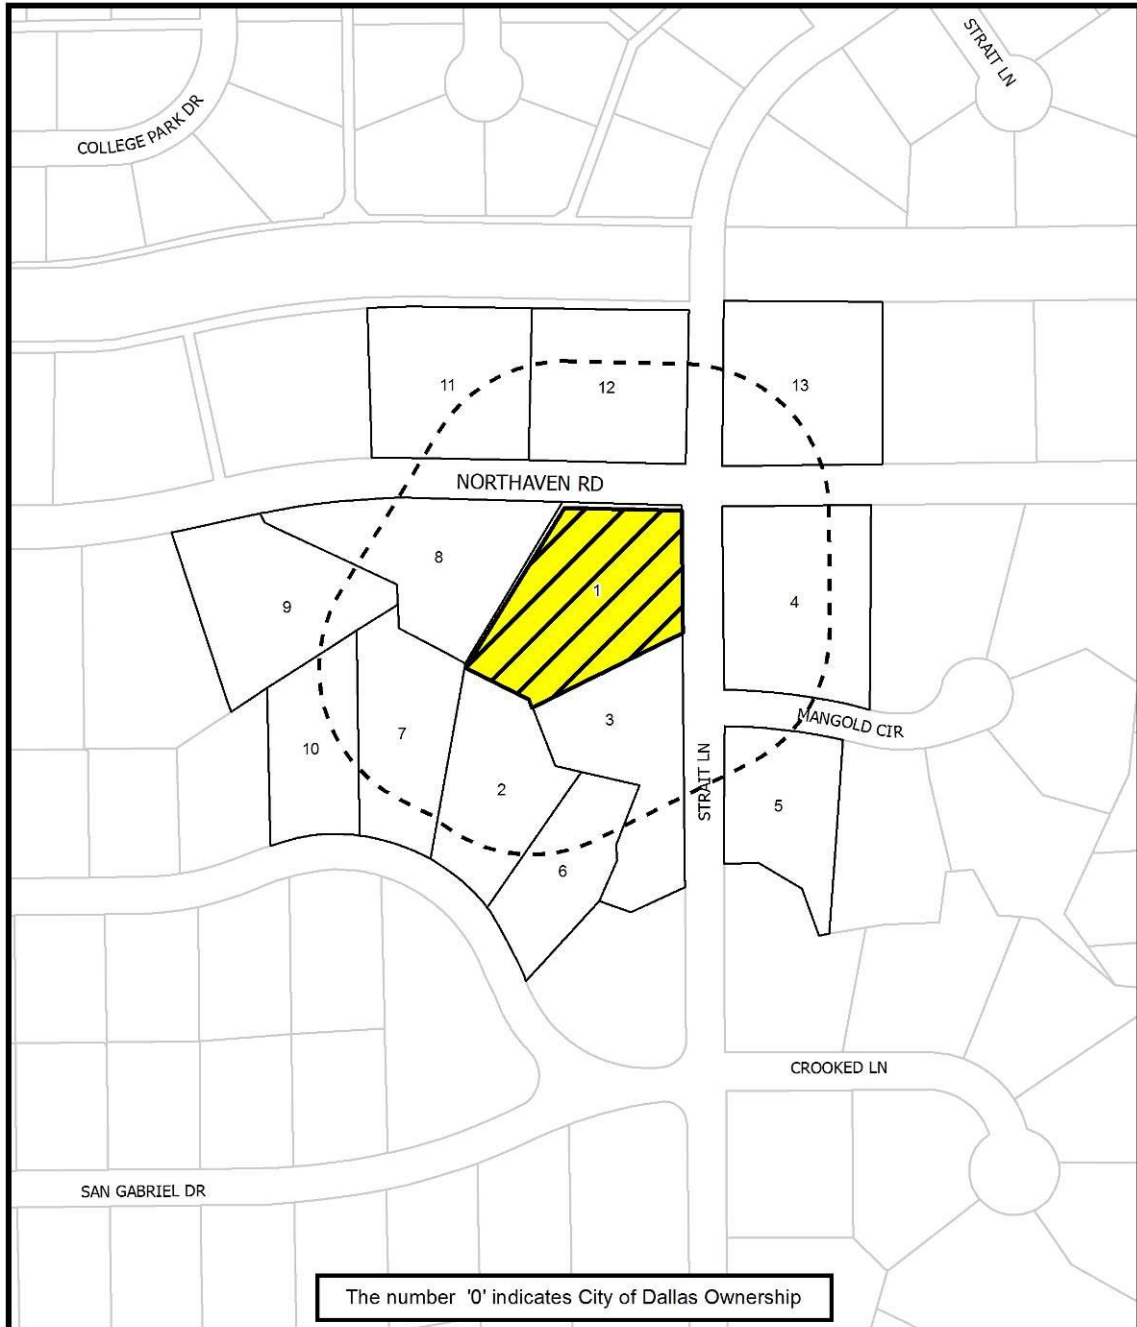 STRAIT LN
COLLEGE PARK DR
11
12
13
NORTHAVEN RD
8
1
9
4
3
MANGOLD CIR
7
10
2
STRAIT LN
5
6
CROOKED LN
SAN GABRIEL DR
The number '0' indicates City of Dallas Ownership